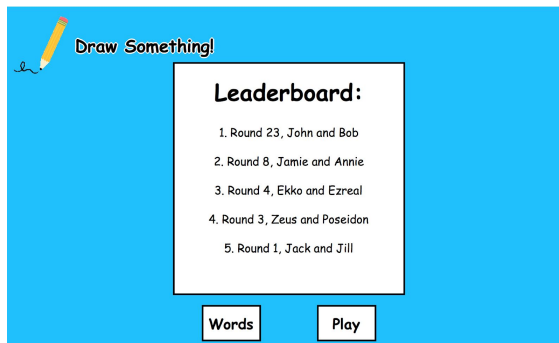 Draw Something!
Leaderboard:
1. Round 23, John and Bob
2. Round 8, Jamie and Annie
3. Round 4, Ekko and Ezreal
4. Round 3, Zeus and Poseidon
5. Round 1, Jack and Jill
Words Play